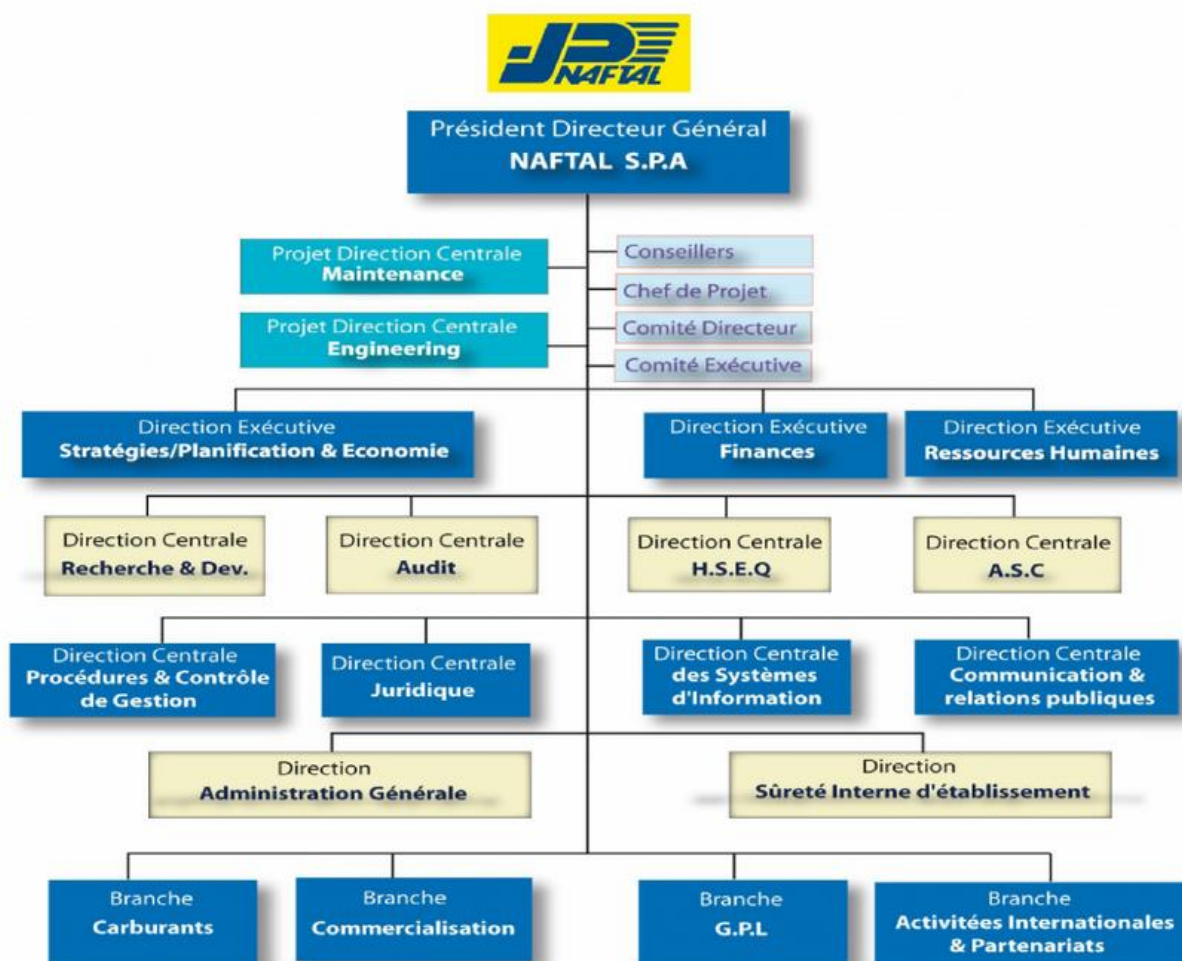 NAFTAL
Président Directeur Général
NAFTAL S.P.A
Projet Direction Centrale
Maintenance
Projet Direction Centrale
Engineering
Conseillers
Chef de Projet
Comité Directeur
Comité Exécutive
Direction Exécutive
Stratégies/Planification & Economie
Direction Exécutive
Finances
Direction Exécutive
Ressources Humaines
Direction Centrale
Recherche & Dev.
Direction Centrale
Audit
Direction Centrale
H.S.E.Q
Direction Centrale
A.S.C
Direction Centrale
Procédures & Contrôle
de Gestion
Direction Centrale
Juridique
Direction Centrale
des Systèmes
d'Information
Direction Centrale
Communication &
relations publiques
Direction
Administration Générale
Direction
Sûreté Interne d'établissement
Branche
Carburants
Branche
Commercialisation
Branche
G.P.L
Branche
Activitées Internationales
& Partenariats